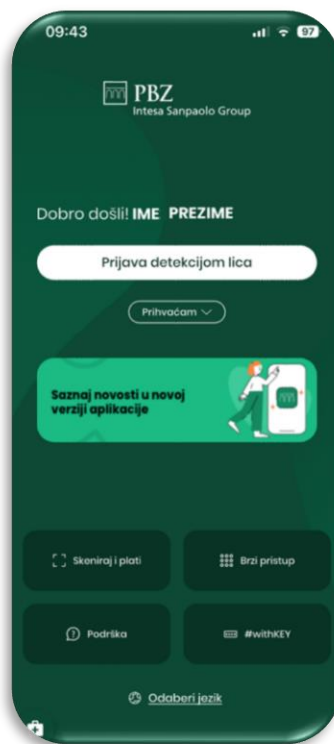 09:43
97
PBZ
Intesa Sanpaolo Group
Dobro došli! IME PREZIME
Prijava detekcijom lica
Prihvaćam
Saznaj novosti u novoj
verziji aplikacije
Skeniraj i plati
Brzi pristup
Podrška
#withKEY
Odaberi jezik